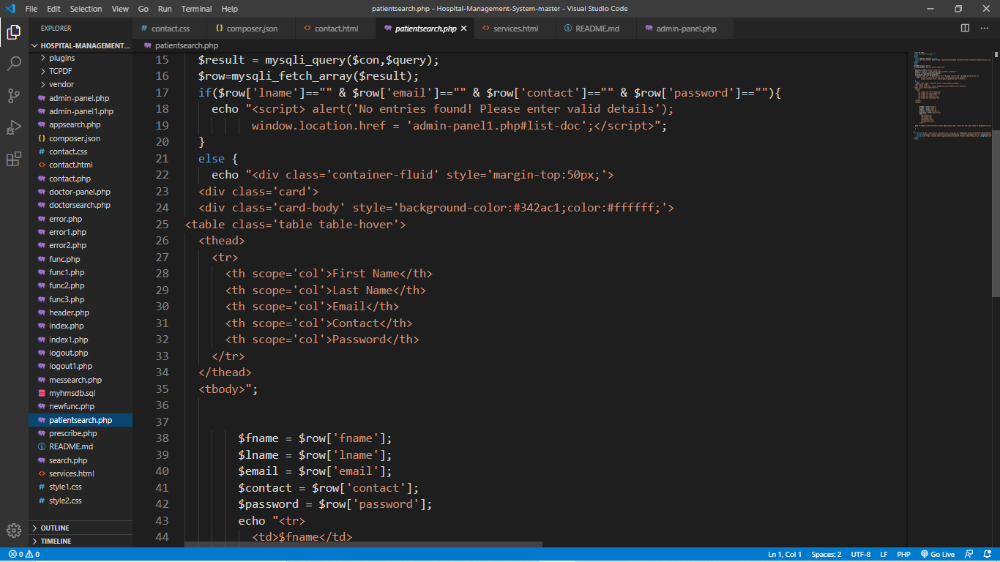 File Edit Selection View Go Run Terminal Help
patientsearch.php - Hospital-Management-System-master - Visual Studio Code
EXPLORER
HOSPITAL-MANAGEMENT...
plugins
TCPDF
vendor
admin-panel.php
admin-panel1.php
appsearch.php
composer.json
contact.css
contact.html
contact.php
doctor-panel.php
doctorsearch.php
error.php
error1.php
error2.php
func.php
func1.php
func2.php
func3.php
header.php
index.php
index1.php
logout.php
logout1.php
messearch.php
myhmsdb.sql
newfunc.php
patientsearch.php
prescribe.php
README.md
search.php
services.html
style1.css
style2.css
OUTLINE
TIMELINE
contact.css composer.json contact.html patientsearch.php services.html README.md admin-panel.php
patientsearch.php
15 $result = mysqli_query($con,$query);
16 $row=mysqli_fetch_array($result);
17 if($row['lname']=="" & $row['email']=="" & $row['contact']=="" & $row['password']==""){
18 echo "<script> alert('No entries found! Please enter valid details');
19 window.location.href = 'admin-panel1.php#list-doc';</script>";
20 }
21 else {
22 echo "<div class='container-fluid' style='margin-top:50px;'>
23 <div class='card'>
24 <div class='card-body' style='background-color:#342ac1;color:#ffffff;'>
25 <table class='table table-hover'>
26 <thead>
27 <tr>
28 <th scope='col'>First Name</th>
29 <th scope='col'>Last Name</th>
30 <th scope='col'>Email</th>
31 <th scope='col'>Contact</th>
32 <th scope='col'>Password</th>
33 </tr>
34 </thead>
35 <tbody>";
36
37
38 $fname = $row['fname'];
39 $lname = $row['lname'];
40 $email = $row['email'];
41 $contact = $row['contact'];
42 $password = $row['password'];
43 echo "<tr>
44 <td>$fname</td>
0 0 Ln 1, Col 1 Spaces: 2 UTF-8 LF PHP Go Live